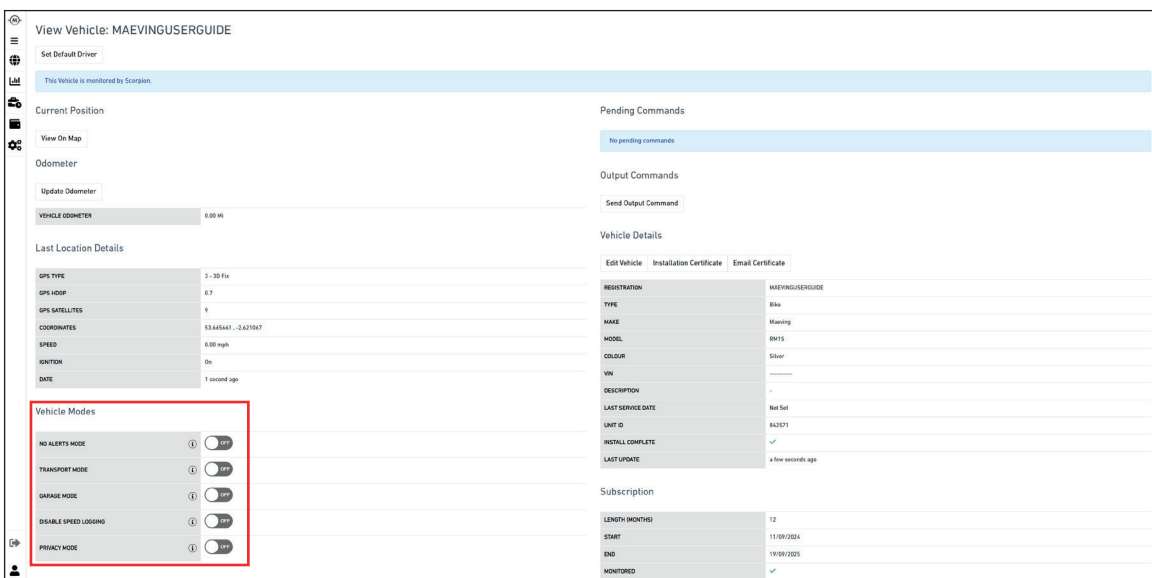 View Vehicle: MAEVINGUSERGUIDE
Set Default Driver
This Vehicle is monitored by Scorpion.
Current Position
View On Map
Odometer
Update Odometer
VEHICLE ODOMETER 0.00 Mi
Last Location Details
GPS TYPE 3 - 3D Fix
GPS HDOP 0.7
GPS SATELLITES 9
COORDINATES 53.665661 , -2.621067
SPEED 0.00 mph
IGNITION On
DATE 1 second ago
Vehicle Modes
NO ALERTS MODE i OFF
TRANSPORT MODE i OFF
GARAGE MODE i OFF
DISABLE SPEED LOGGING i OFF
PRIVACY MODE i OFF
Pending Commands
No pending commands
Output Commands
Send Output Command
Vehicle Details
Edit Vehicle Installation Certificate Email Certificate
REGISTRATION MAEVINGUSERGUIDE
TYPE Bike
MAKE Maeving
MODEL RM1S
COLOUR Silver
VIN ----------
DESCRIPTION -
LAST SERVICE DATE Not Set
UNIT ID 842571
INSTALL COMPLETE ✓
LAST UPDATE a few seconds ago
Subscription
LENGTH (MONTHS) 12
START 11/09/2024
END 19/09/2025
MONITORED ✓